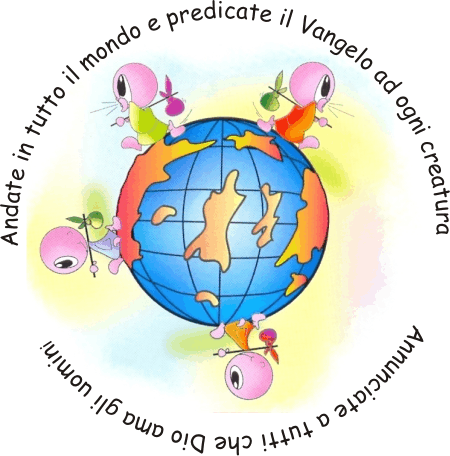 Andate in tutto il mondo e predicate il Vangelo ad ogni creatura
Annunciate a tutti che Dio ama gli uomini